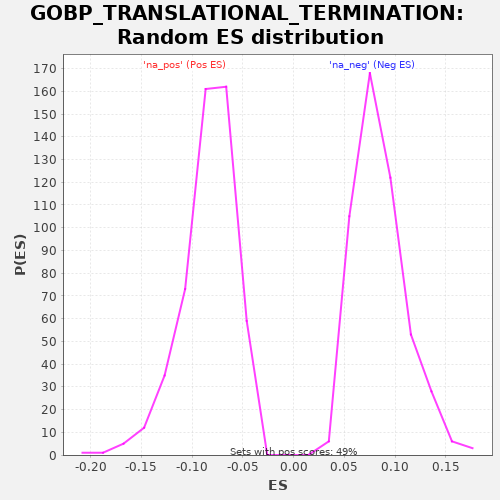 GOBP_TRANSLATIONAL_TERMINATION:
Random ES distribution
'na_pos' (Pos ES)
'na_neg' (Neg ES)
170
160
150
140
130
120
110
100
90
80
70
60
50
40
30
20
10
0
P(ES)
Sets with pos scores: 49%
-0.20 -0.15 -0.10 -0.05 0.00 0.05 0.10 0.15
ES